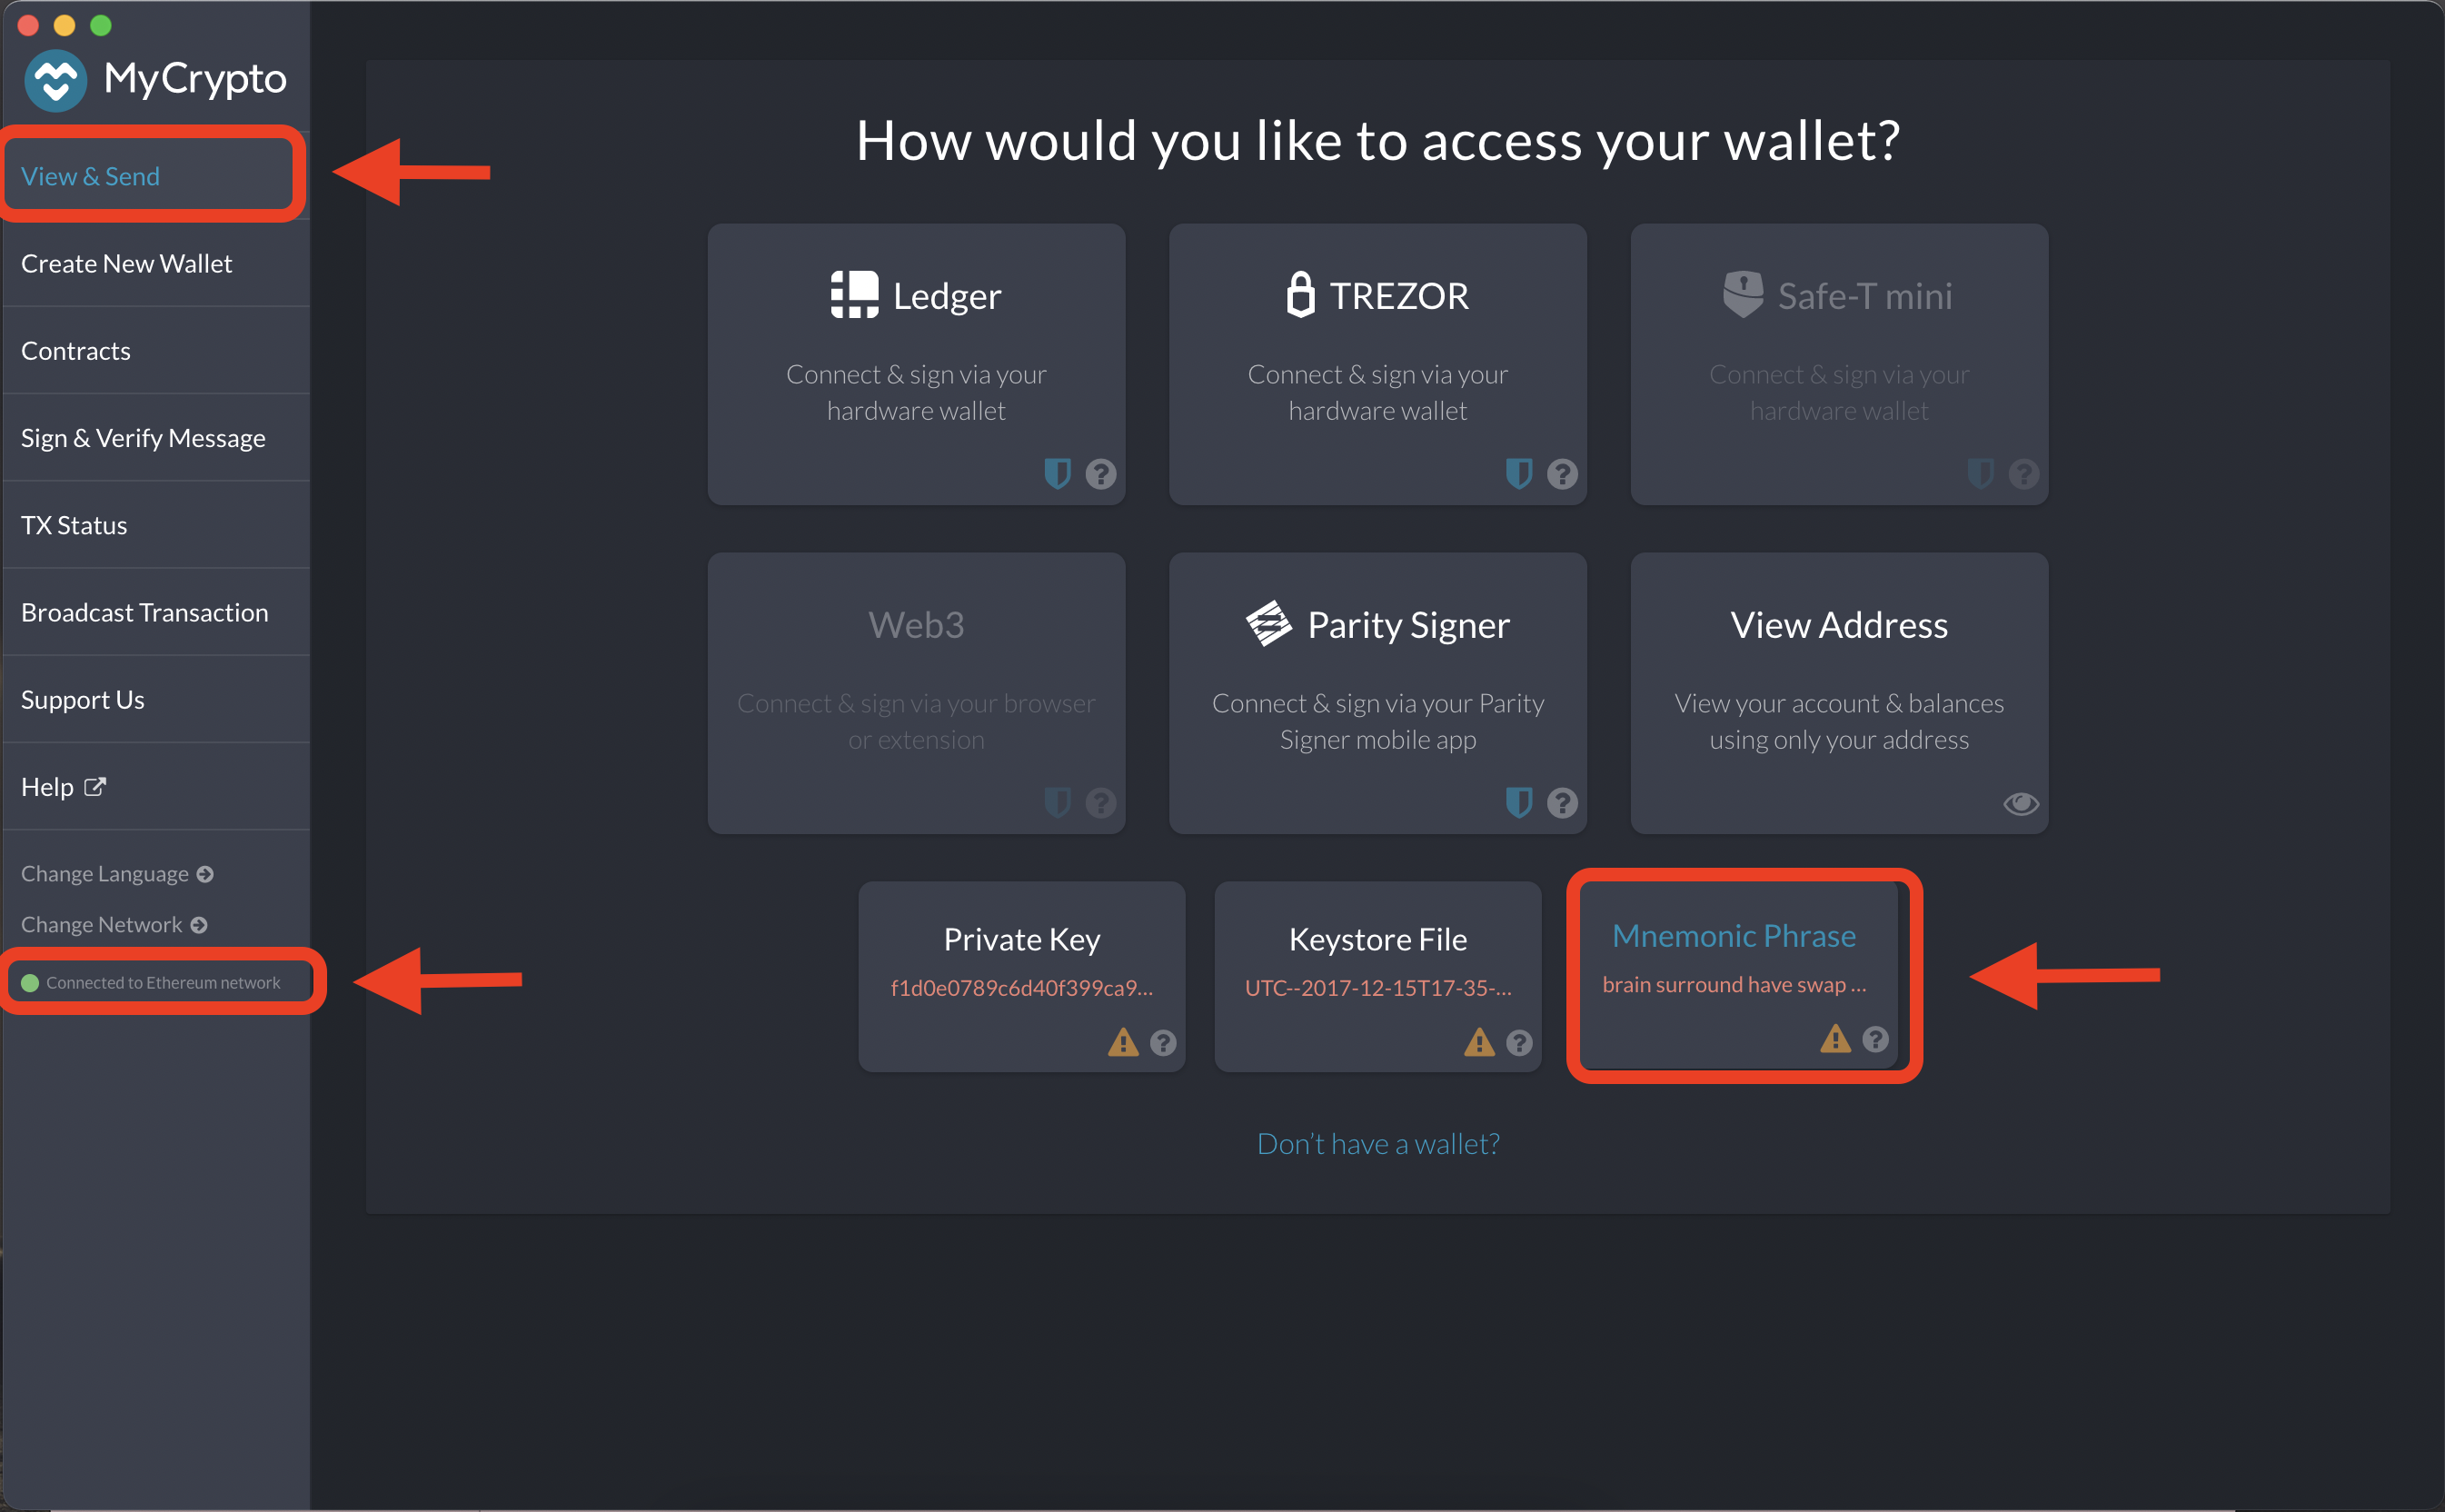 MyCrypto
View & Send
Create New Wallet
Contracts
Sign & Verify Message
TX Status
Broadcast Transaction
Support Us
Help
Change Language
Change Network
Connected to Ethereum network
How would you like to access your wallet?
Ledger
Connect & sign via your
hardware wallet
TREZOR
Connect & sign via your
hardware wallet
Safe-T mini
Connect & sign via your
hardware wallet
Web3
Connect & sign via your browser
or extension
Parity Signer
Connect & sign via your Parity
Signer mobile app
View Address
View your account & balances
using only your address
Private Key
f1d0e0789c6d40f399ca9...
Keystore File
UTC--2017-12-15T17-35-...
Mnemonic Phrase
brain surround have swap ...
Don't have a wallet?